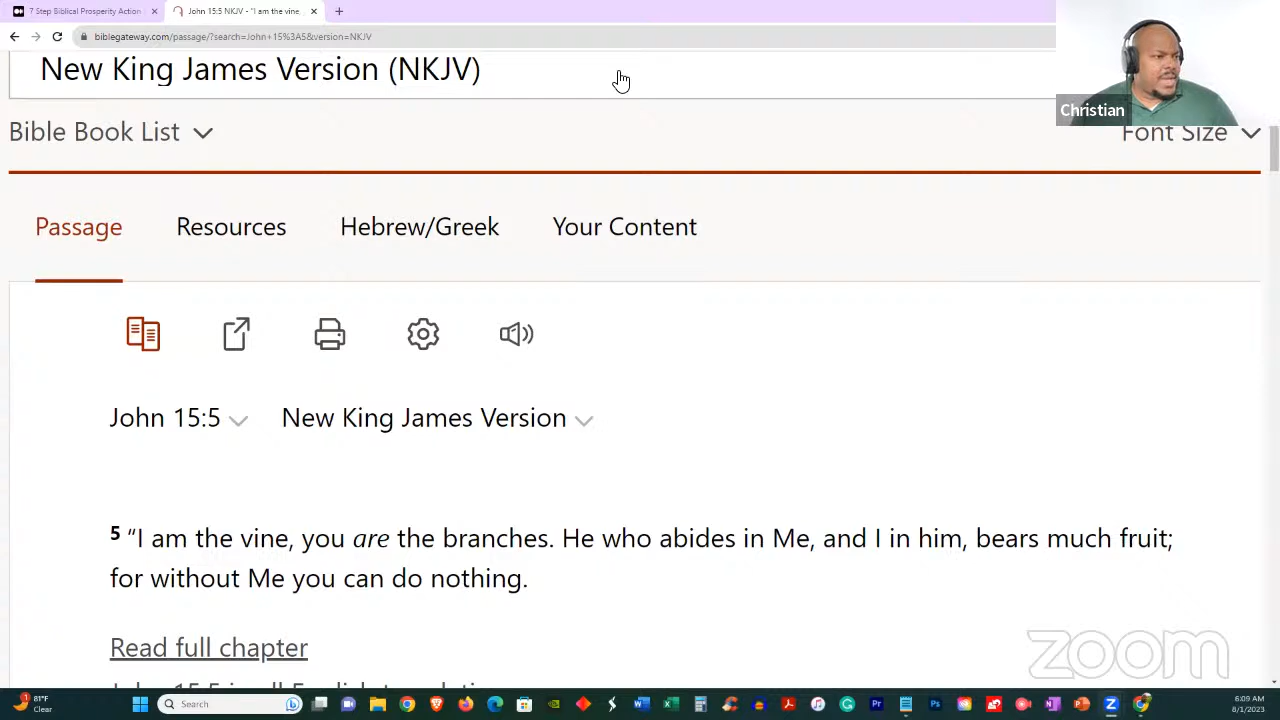 7 Step Biblical Prosperity Action
John 15:5 NKJV - "I am the vine,
biblegateway.com/passage/?search=John+15%3A5&version=NKJV
New King James Version (NKJV)
Christian
Bible Book List
Font Size
Passage
Resources
Hebrew/Greek
Your Content
John 15:5
New King James Version
5 “I am the vine, you are the branches. He who abides in Me, and I in him, bears much fruit;
for without Me you can do nothing.
Read full chapter
zoom
1
81°F
Clear
Search
6:09 AM
8/1/2023